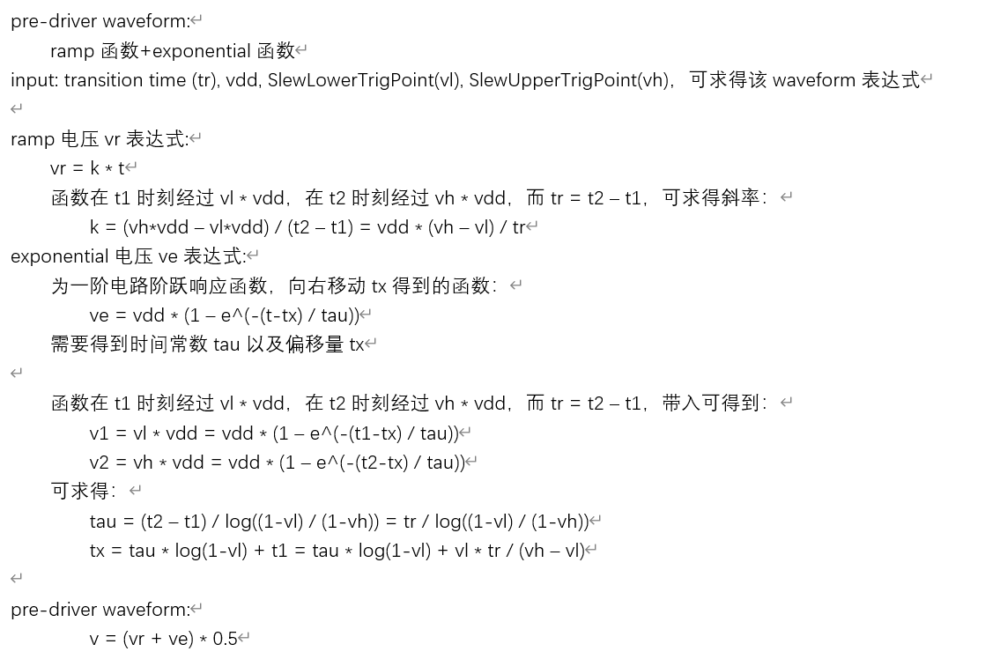 pre-driver waveform:↵
ramp 函数+exponential 函数↵
input: transition time (tr), vdd, SlewLowerTrigPoint(vl), SlewUpperTrigPoint(vh)，可求得该 waveform 表达式↵
↵
ramp 电压 vr 表达式:↵
vr = k * t↵
函数在 t1 时刻经过 vl * vdd，在 t2 时刻经过 vh * vdd，而 tr = t2 – t1，可求得斜率：↵
k = (vh*vdd – vl*vdd) / (t2 – t1) = vdd * (vh – vl) / tr↵
exponential 电压 ve 表达式:↵
为一阶电路阶跃响应函数，向右移动 tx 得到的函数：↵
ve = vdd * (1 – e^(-(t-tx) / tau))↵
需要得到时间常数 tau 以及偏移量 tx↵
↵
函数在 t1 时刻经过 vl * vdd，在 t2 时刻经过 vh * vdd，而 tr = t2 – t1，带入可得到：↵
v1 = vl * vdd = vdd * (1 – e^(-(t1-tx) / tau))↵
v2 = vh * vdd = vdd * (1 – e^(-(t2-tx) / tau))↵
可求得：↵
tau = (t2 – t1) / log((1-vl) / (1-vh)) = tr / log((1-vl) / (1-vh))↵
tx = tau * log(1-vl) + t1 = tau * log(1-vl) + vl * tr / (vh – vl)↵
↵
pre-driver waveform:↵
v = (vr + ve) * 0.5↵